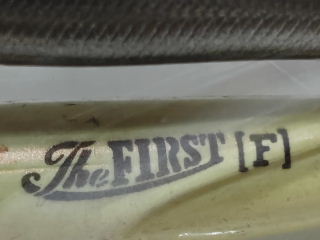 The FIRST [F]